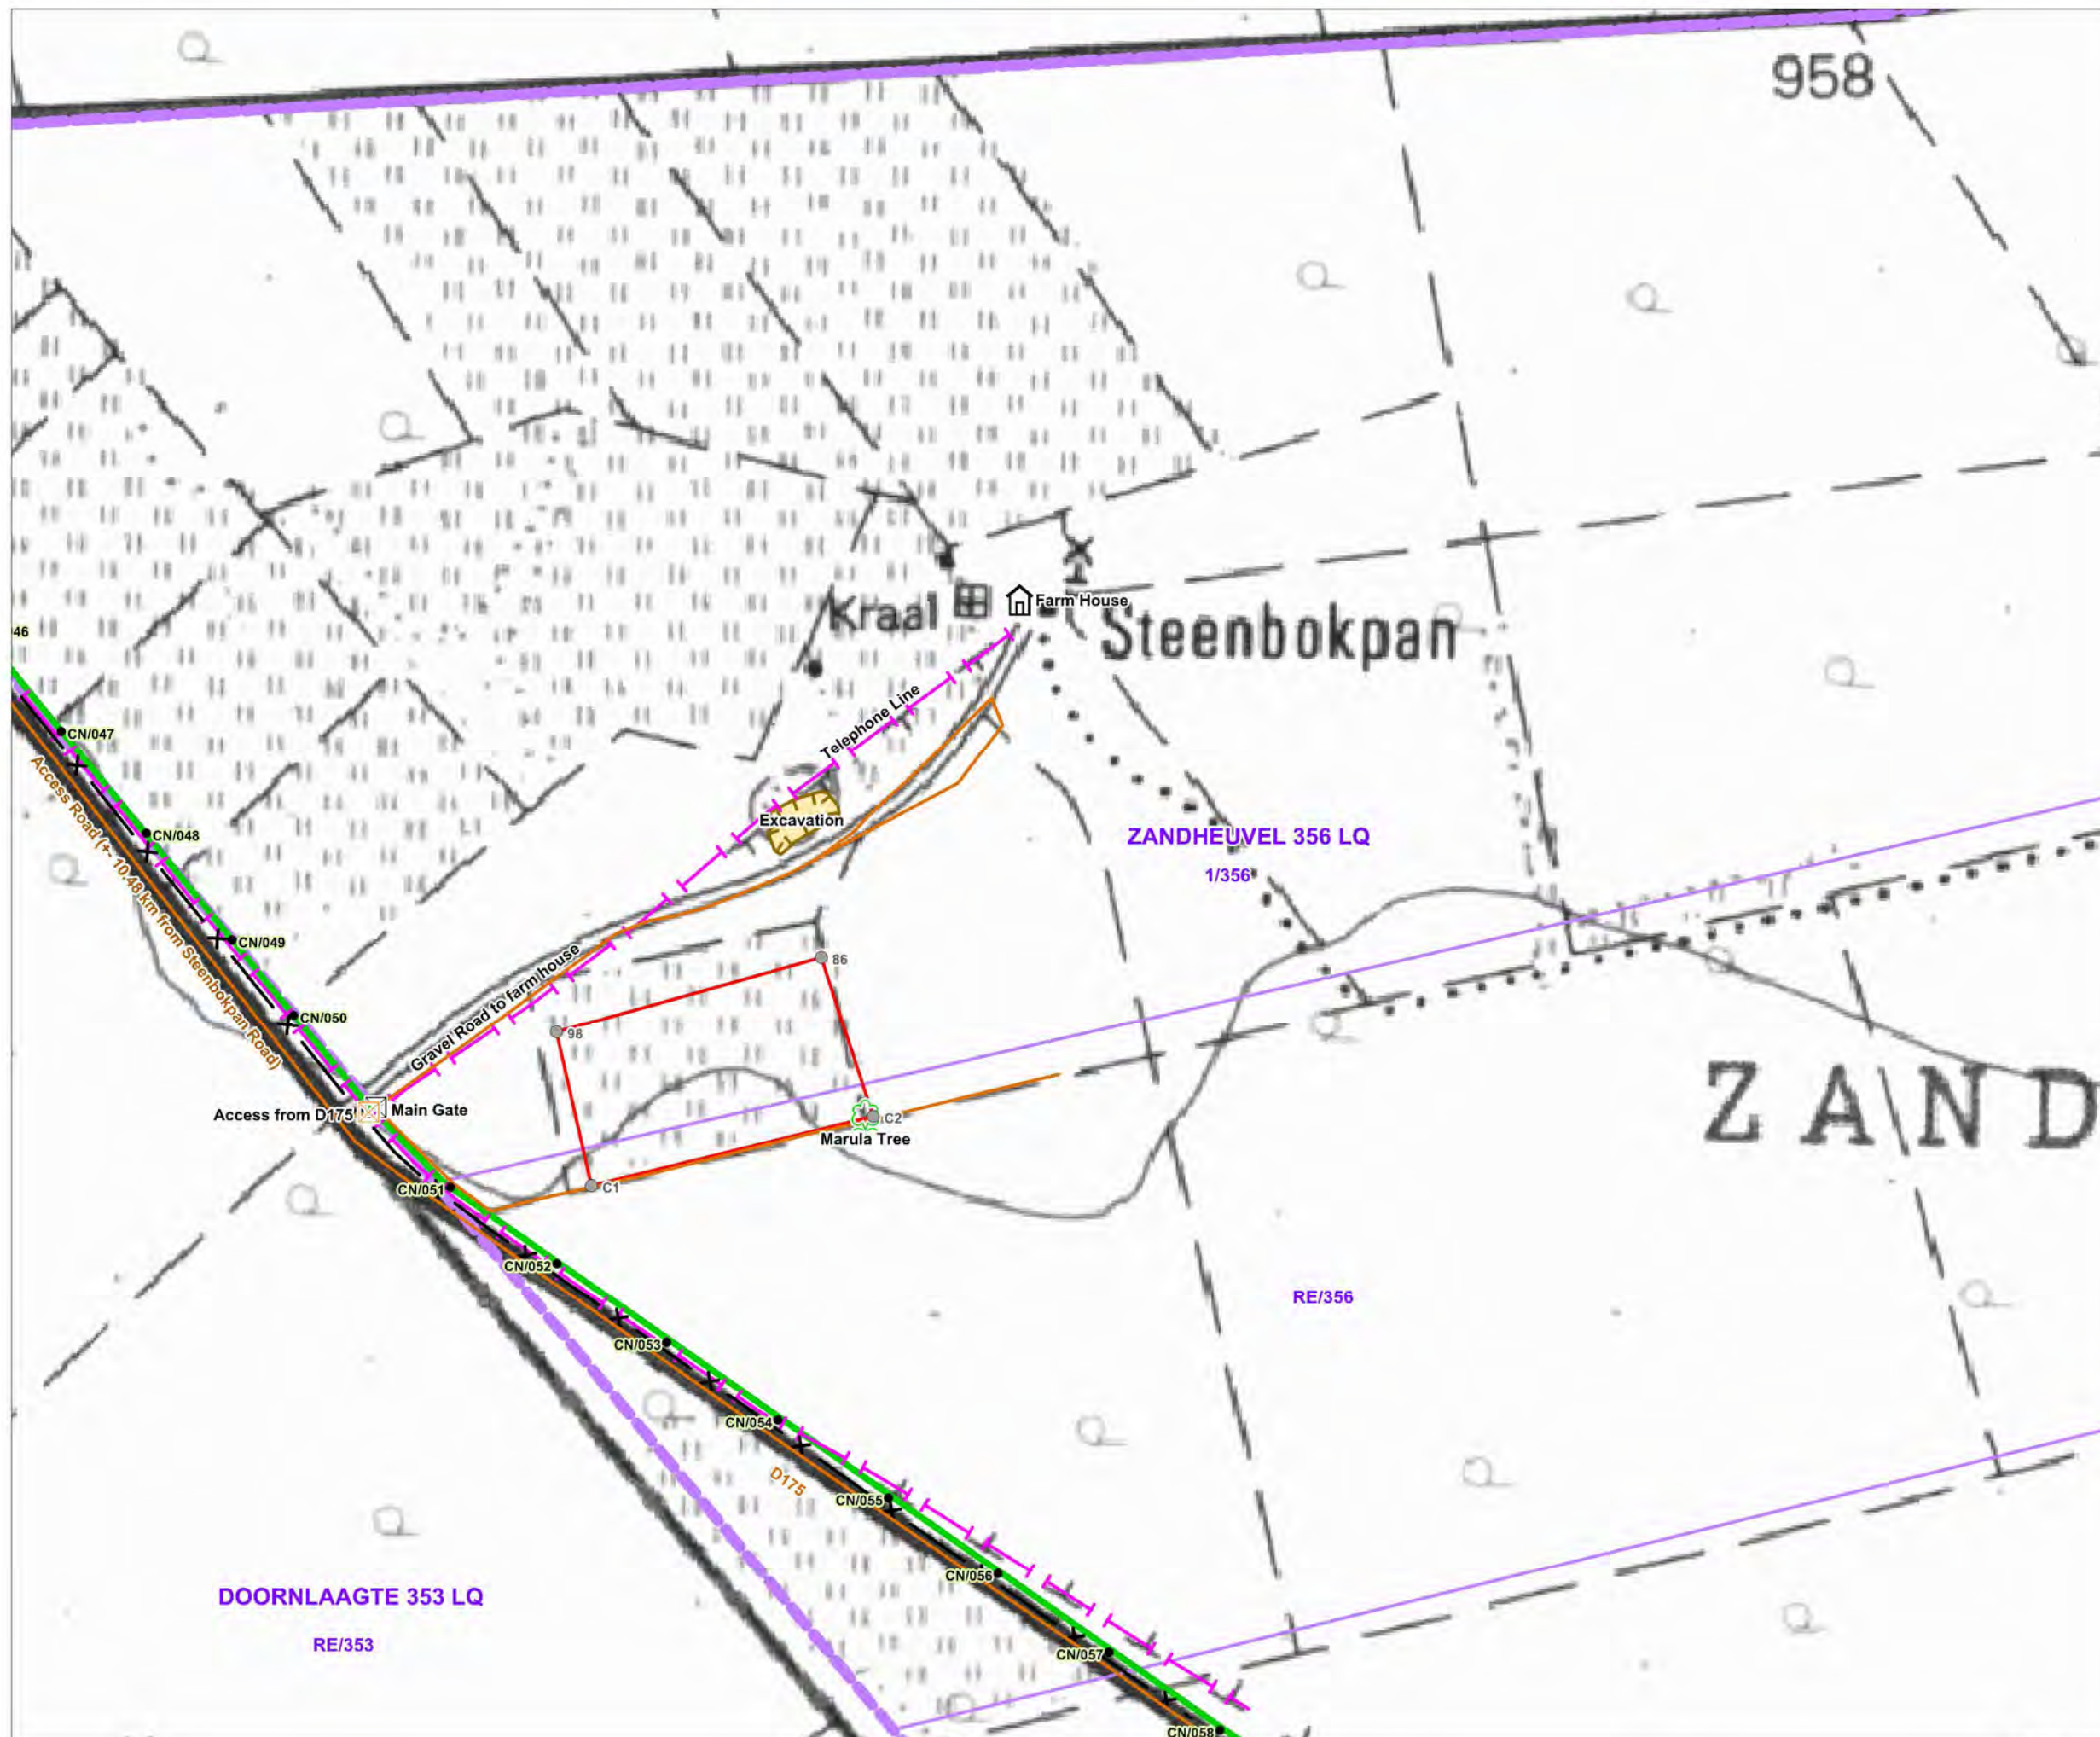 958
Farm House
Kraal
Steenbokpan
46
CN/047
Telephone Line
Access Road (+- 10.48 km from Steenbokpan Road)
Excavation
CN/048
ZANDHEUVEL 356 LQ
1/356
CN/049
86
Gravel Road to farm house
CN/050
98
Main Gate
Access from D175
C2
Marula Tree
ZAND
CN/051
C1
CN/052
RE/356
CN/053
CN/054
D175
CN/055
CN/056
DOORNLAAGTE 353 LQ
RE/353
CN/057
CN/058